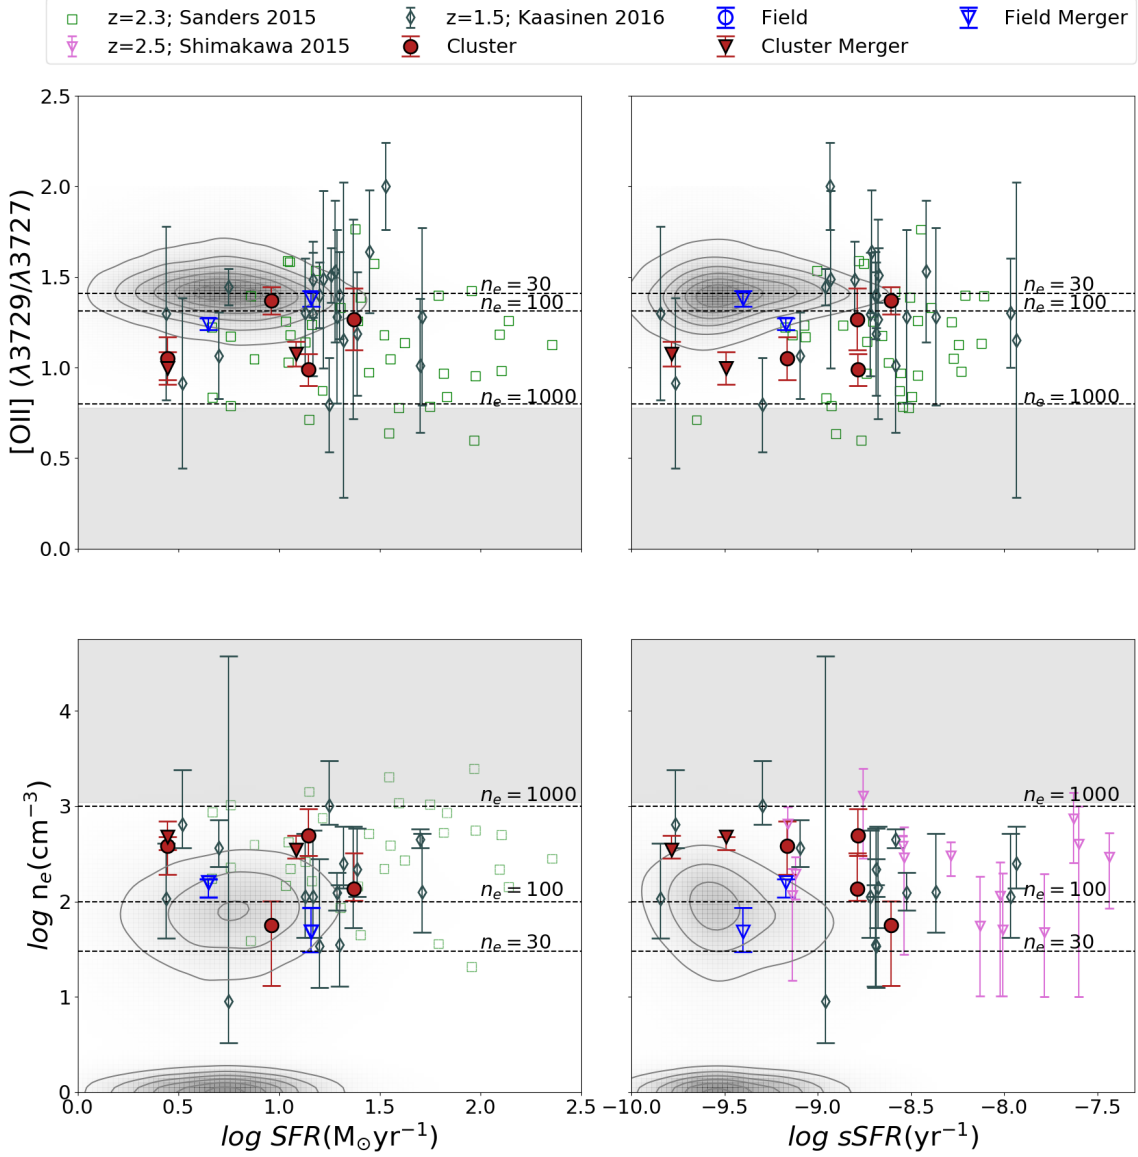 z=2.3; Sanders 2015
z=1.5; Kaasinen 2016
Field
Field Merger
z=2.5; Shimakawa 2015
Cluster
Cluster Merger
[OII] (λ3729/λ3727)
2.5
2.0
1.5
1.0
0.5
0.0
n_e = 30
n_e = 100
n_e = 1000
n_e = 30
n_e = 100
n_e = 1000
log n_e(cm⁻³)
4
3
2
1
0
n_e = 1000
n_e = 100
n_e = 30
n_e = 1000
n_e = 100
n_e = 30
0.0 0.5 1.0 1.5 2.0 2.5
−10.0 −9.5 −9.0 −8.5 −8.0 −7.5
log SFR(M⊙yr⁻¹)
log sSFR(yr⁻¹)